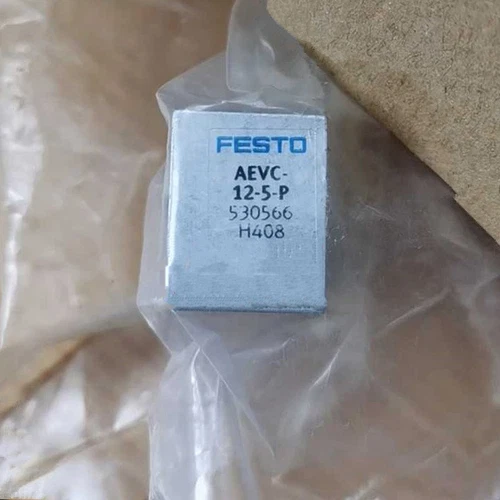 FESTO
AEVC-
12-5-P
530566
H408